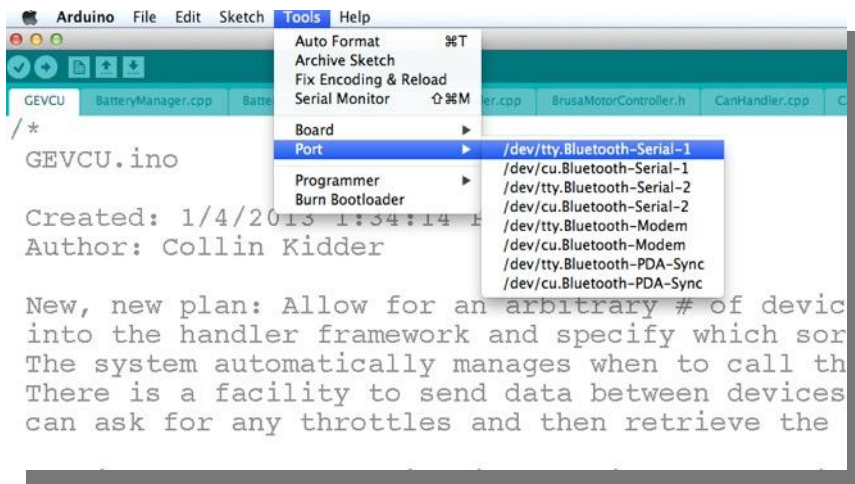 Arduino File Edit Sketch Tools Help
Auto Format ⌘T
Archive Sketch
Fix Encoding & Reload
Serial Monitor ⇧⌘M
Board
Port
Programmer
Burn Bootloader
/dev/tty.Bluetooth-Serial-1
/dev/cu.Bluetooth-Serial-1
/dev/tty.Bluetooth-Serial-2
/dev/cu.Bluetooth-Serial-2
/dev/tty.Bluetooth-Modem
/dev/cu.Bluetooth-Modem
/dev/tty.Bluetooth-PDA-Sync
/dev/cu.Bluetooth-PDA-Sync
GEVCU BatteryManager.cpp Batte ler.cpp BrusaMotorController.h CanHandler.cpp C
/*
GEVCU.ino
Created: 1/4/2013 1:34:14
Author: Collin Kidder
New, new plan: Allow for an arbitrary # of devic
into the handler framework and specify which sor
The system automatically manages when to call th
There is a facility to send data between devices
can ask for any throttles and then retrieve the